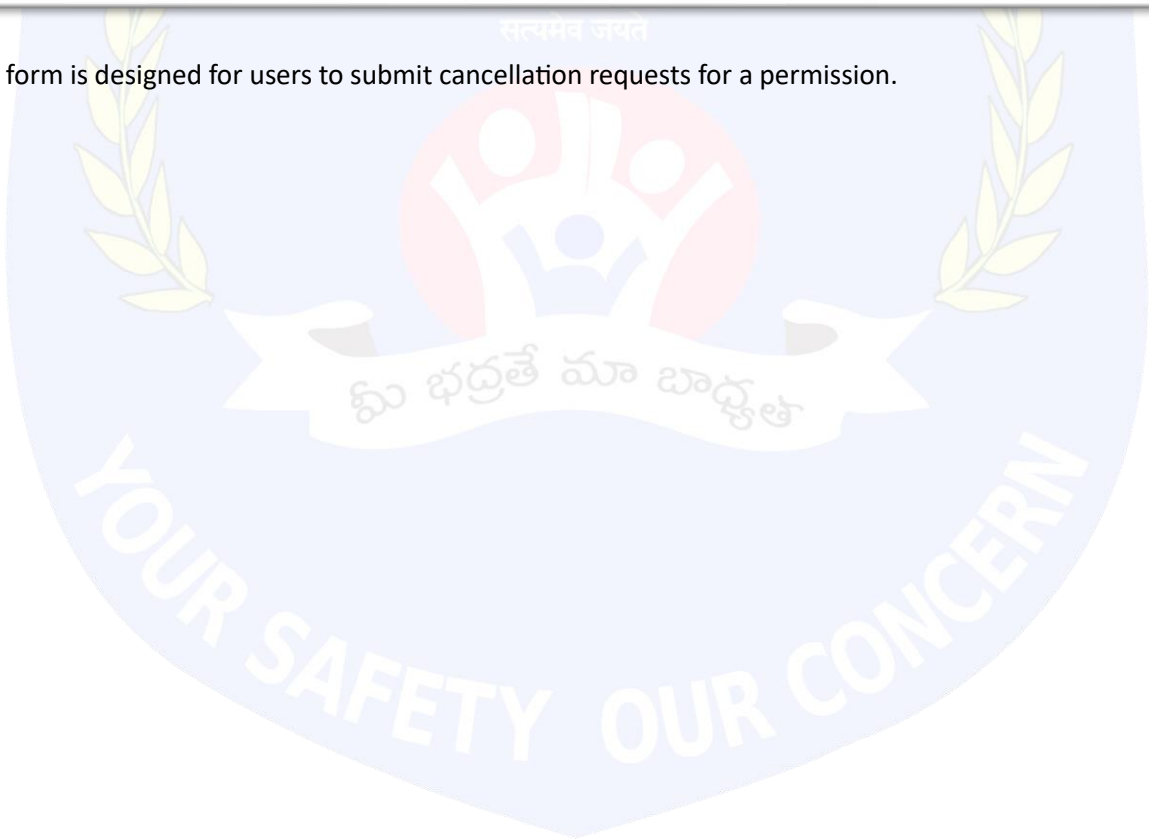 सत्यमेव जयते
form is designed for users to submit cancellation requests for a permission.
మీ భద్రతే మా బాధ్యత
YOUR SAFETY OUR CONCERN